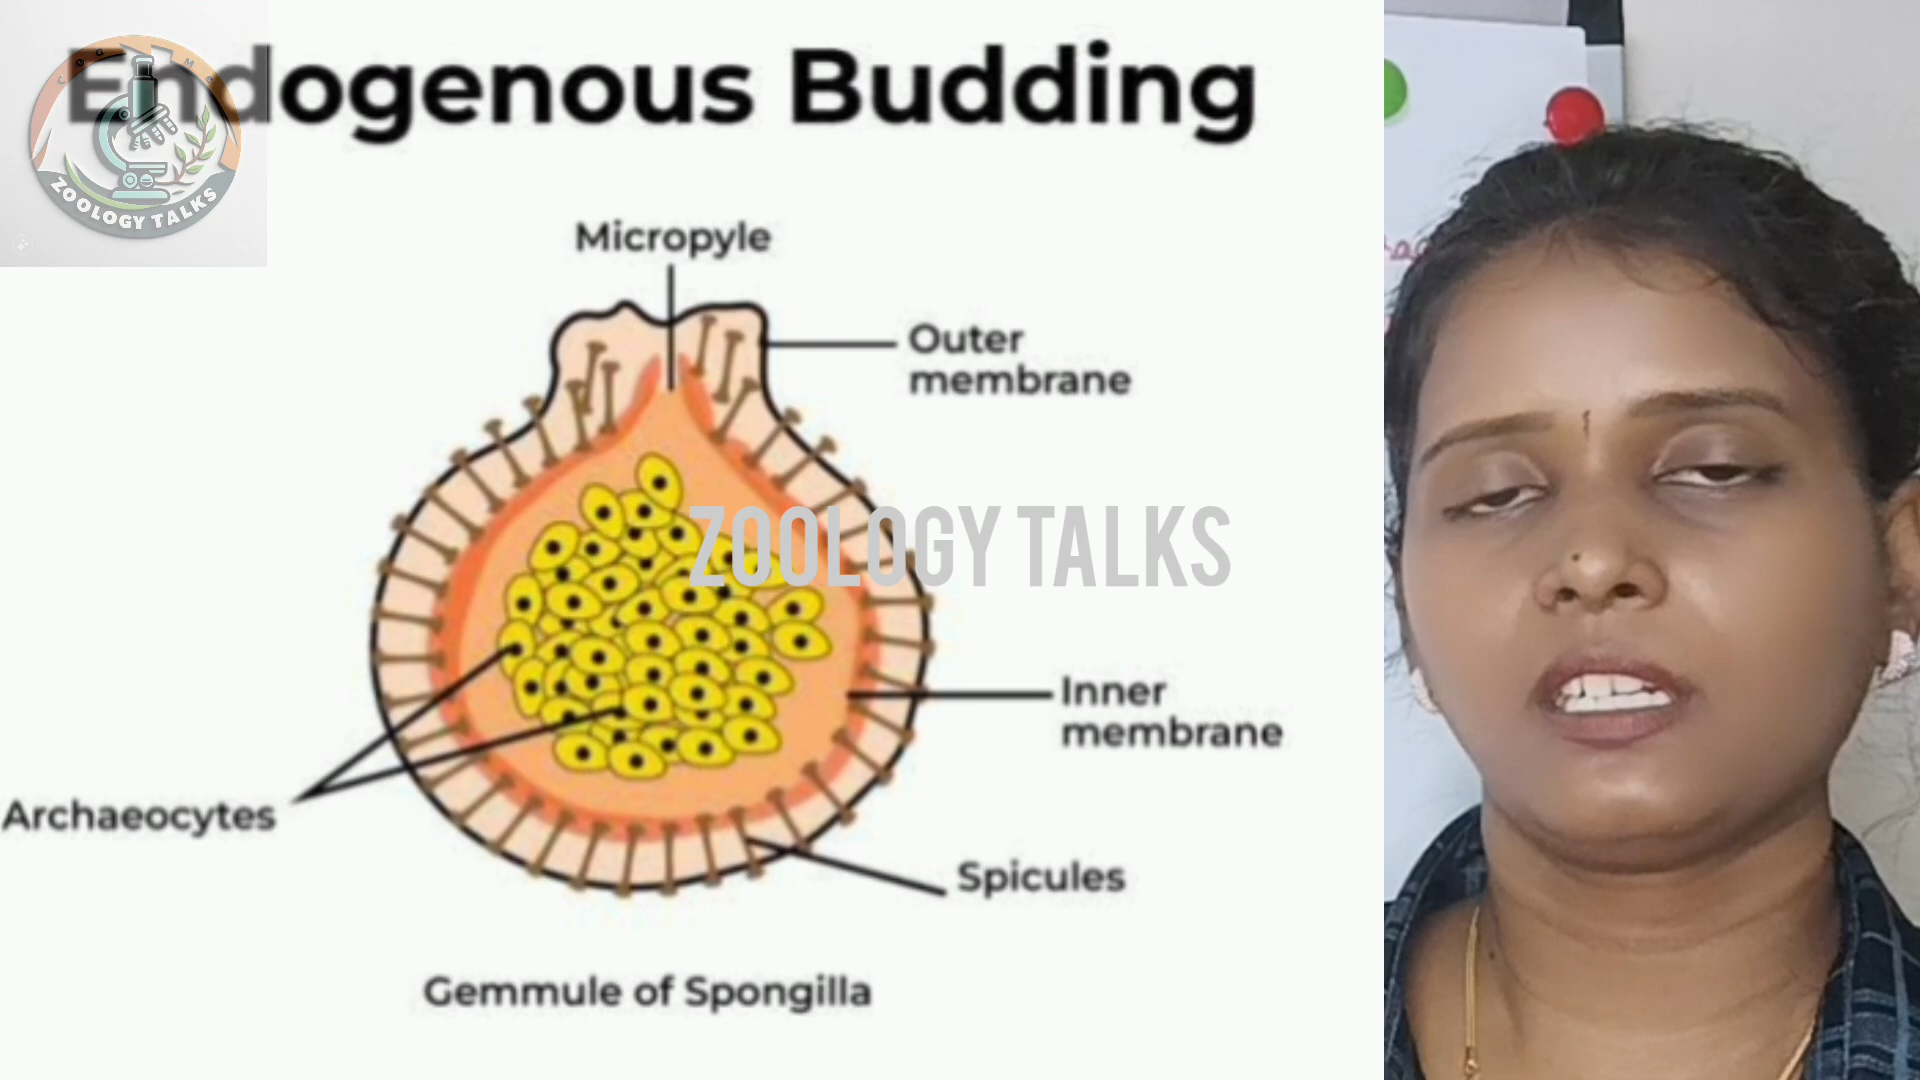 Endogenous Budding
ZOOLOGY TALKS
Micropyle
Outer
membrane
ZOOLOGY TALKS
Inner
membrane
Archaeocytes
Spicules
Gemmule of Spongilla